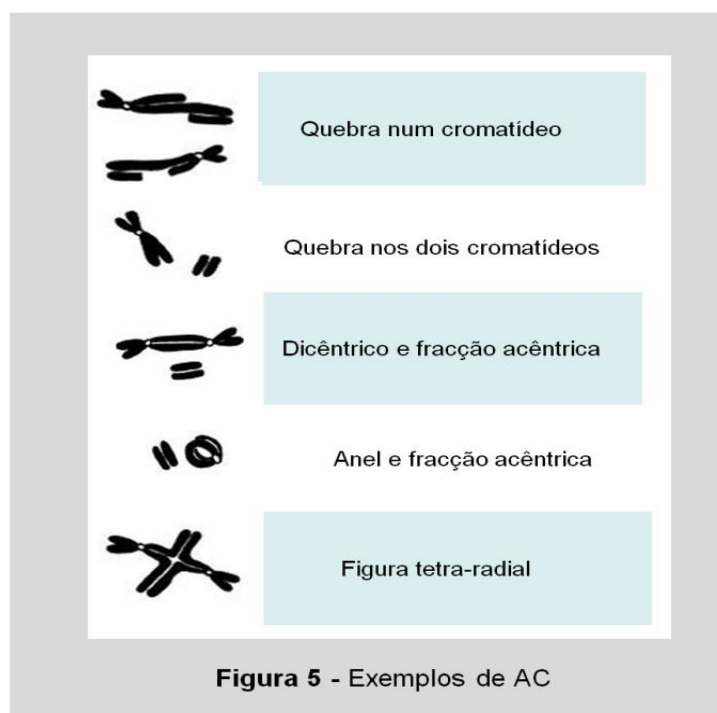 Quebra num cromatídeo
Quebra nos dois cromatídeos
Dicêntrico e fracção acêntrica
Anel e fracção acêntrica
Figura tetra-radial
Figura 5 - Exemplos de AC